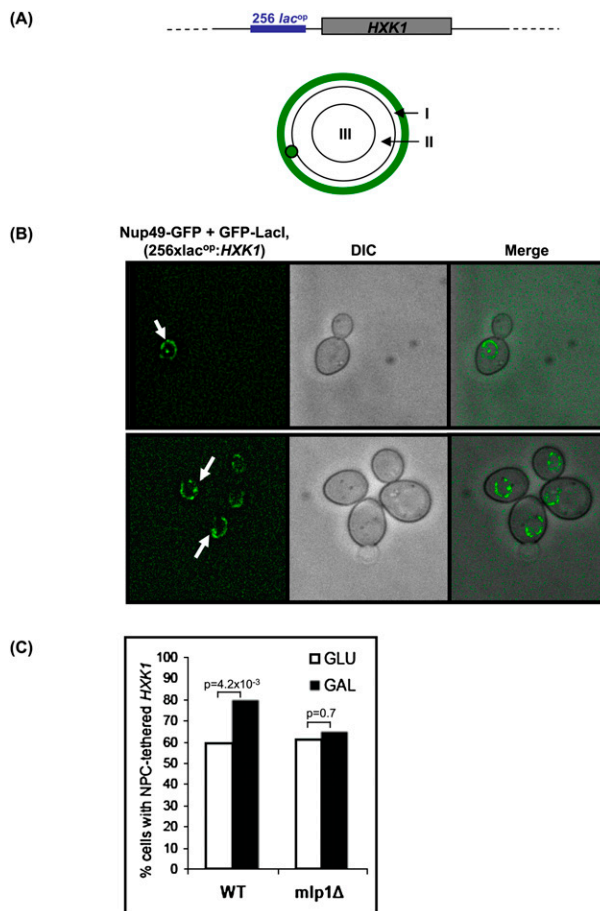 (A)
256 lacᵒᵖ
HXK1
I
II
III
(B)
Nup49-GFP + GFP-LacI,
(256xlacᵒᵖ:HXK1)
DIC
Merge
(C)
% cells with NPC-tethered HXK1
100
90
80
70
60
50
40
30
20
10
0
GLU
GAL
p=4.2x10⁻³
p=0.7
WT
mlp1Δ